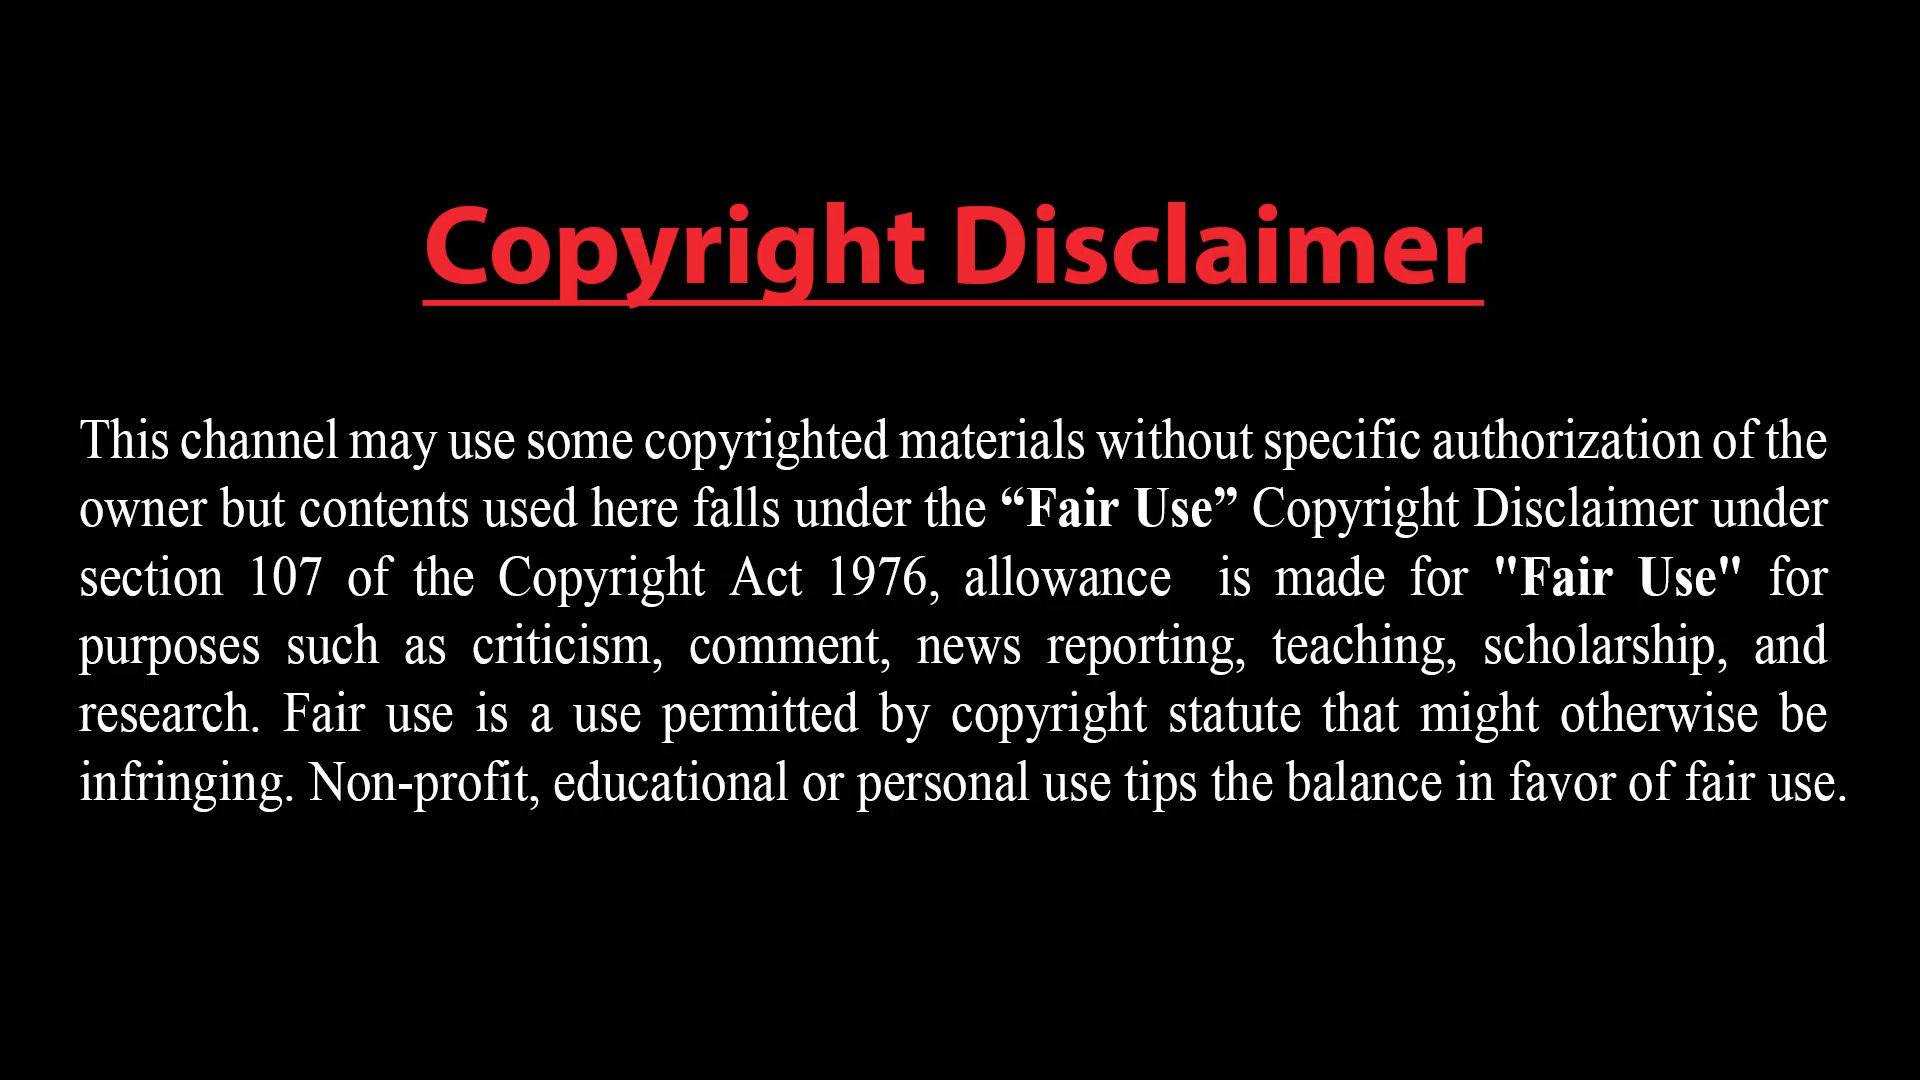 Copyright Disclaimer
This channel may use some copyrighted materials without specific authorization of the
owner but contents used here falls under the “Fair Use” Copyright Disclaimer under
section 107 of the Copyright Act 1976, allowance  is made for "Fair Use" for
purposes such as criticism, comment, news reporting, teaching, scholarship, and
research. Fair use is a use permitted by copyright statute that might otherwise be
infringing. Non-profit, educational or personal use tips the balance in favor of fair use.